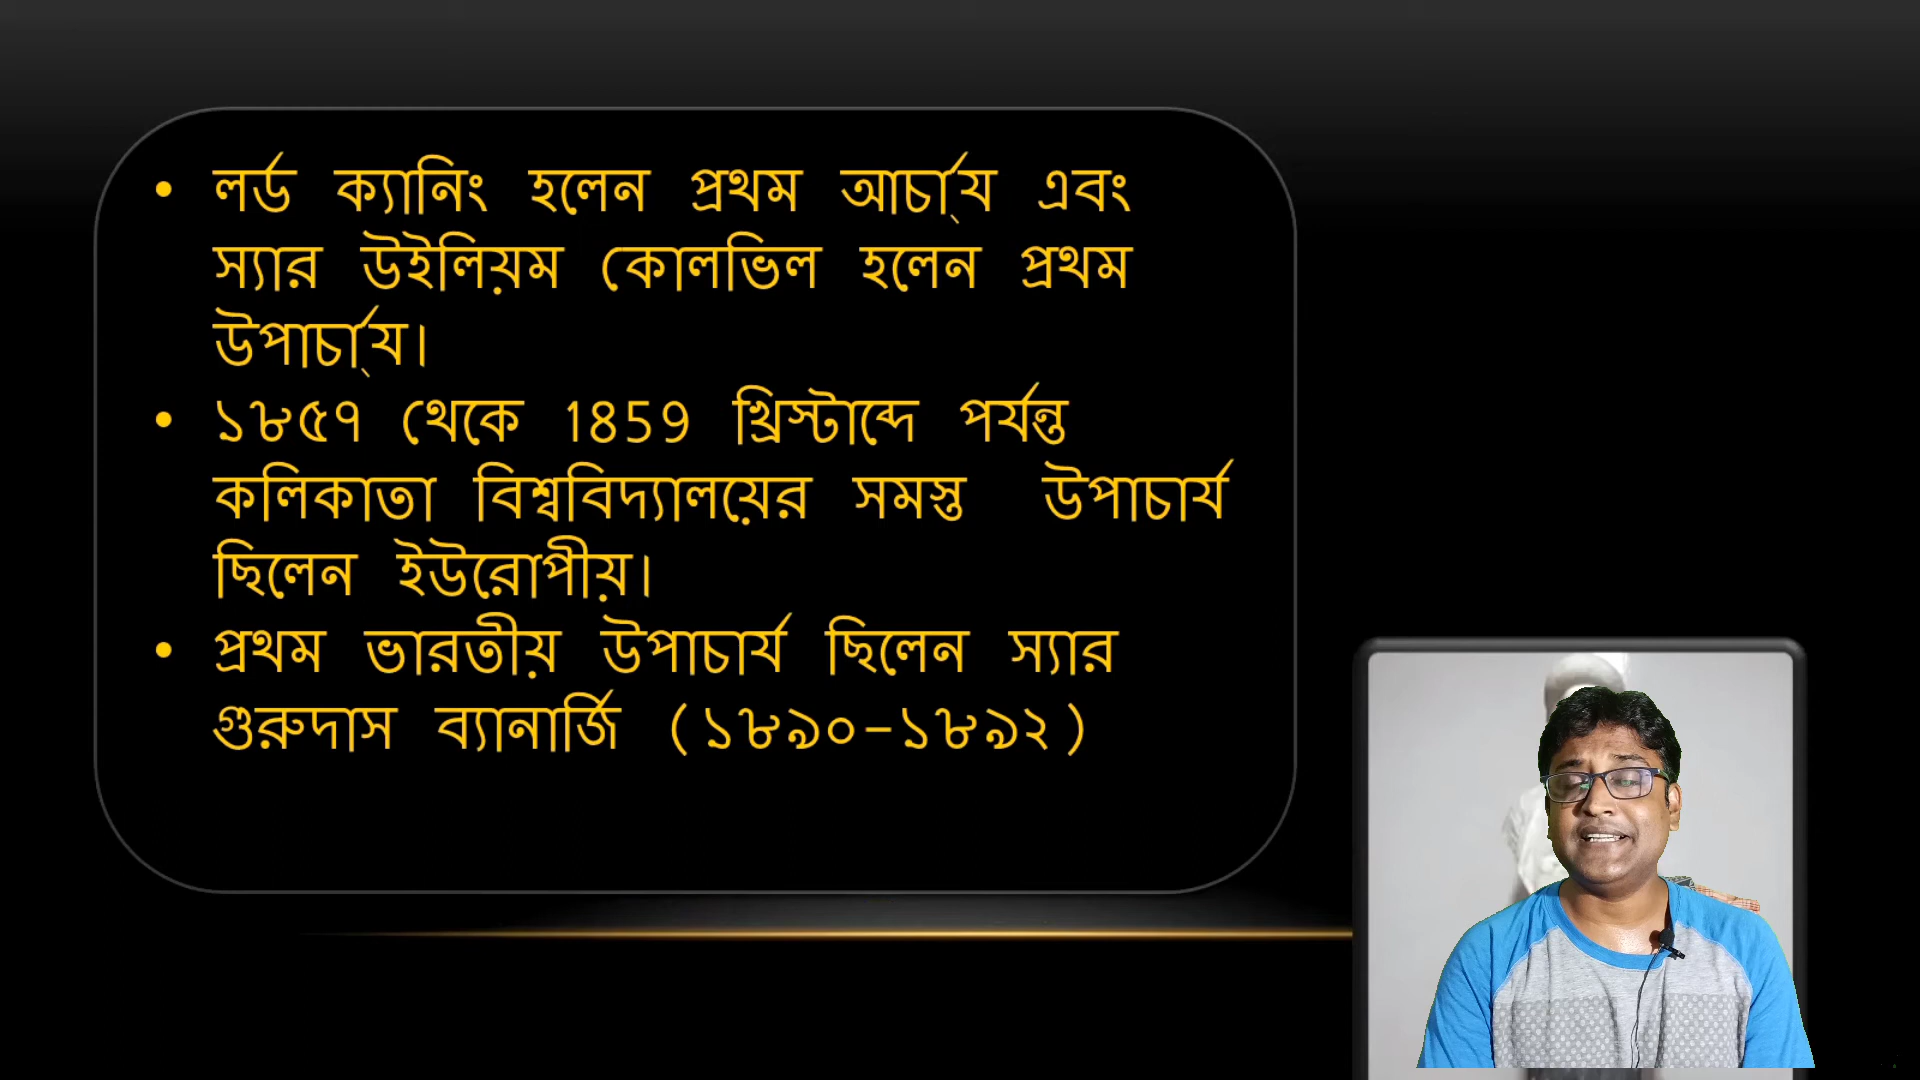 • লর্ড ক্যানিং হলেন প্রথম আর্চায্ এবং
স্যার উইলিয়ম কোলভিল হলেন প্রথম
উপার্চায্।
• ১৮৫৭ থেকে 1859 খ্রিস্টাব্দে পর্যন্ত
কলিকাতা বিশ্ববিদ্যালয়ের সমস্ত উপাচার্য
ছিলেন ইউরোপীয়।
• প্রথম ভারতীয় উপাচার্য ছিলেন স্যার
গুরুদাস ব্যানার্জি (১৮৯০-১৮৯২)